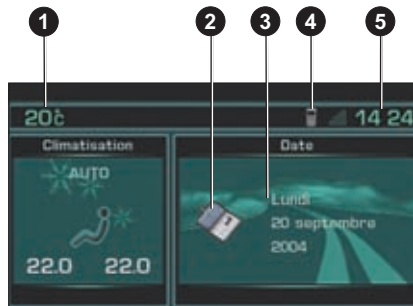 1 2 3 4 5
20°C 14 24
Climatisation Date
AUTO
Lundi
20 septembre
2004
22.0 22.0